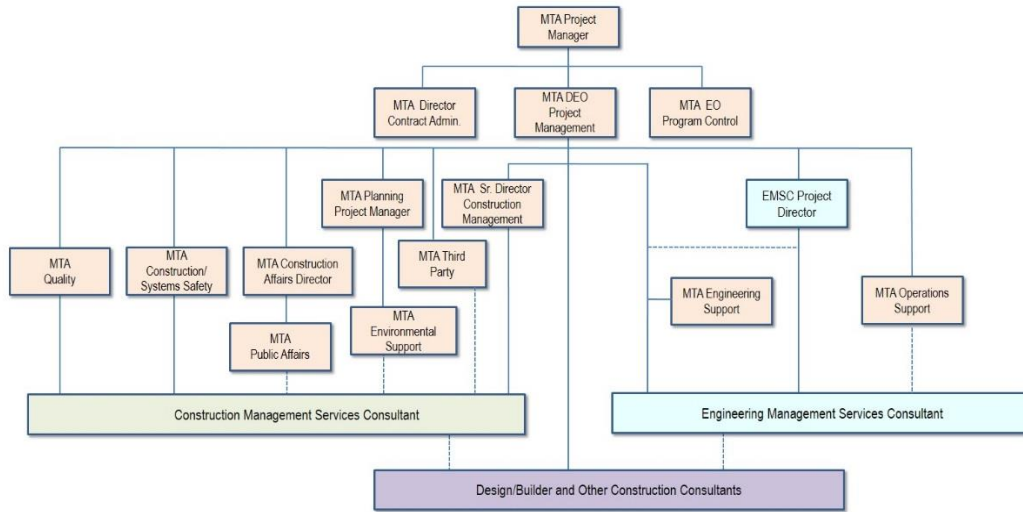 MTA Project
Manager
MTA Director
Contract Admin.
MTA DEO
Project
Management
MTA EO
Program Control
MTA Planning
Project Manager
MTA Sr. Director
Construction
Management
EMSC Project
Director
MTA
Quality
MTA
Construction/
Systems Safety
MTA Construction
Affairs Director
MTA Third
Party
MTA Engineering
Support
MTA Operations
Support
MTA
Public Affairs
MTA
Environmental
Support
Construction Management Services Consultant
Engineering Management Services Consultant
Design/Builder and Other Construction Consultants